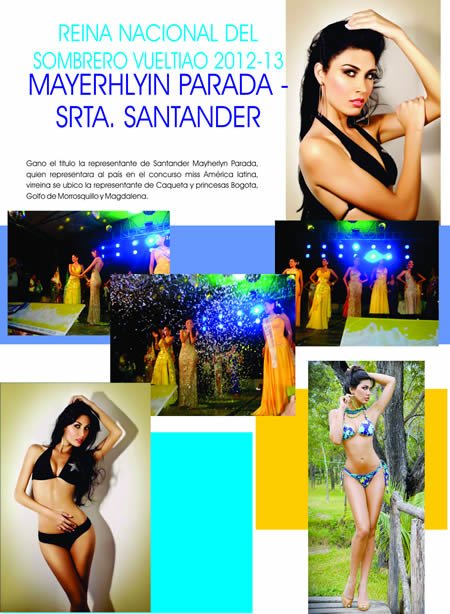 REINA NACIONAL DEL
SOMBRERO VUELTIAO 2012-13
MAYERHLYIN PARADA -
SRTA. SANTANDER
Gano el titulo la representante de Santander Mayherlyn Parada,
quien representara al país en el concurso miss América latina,
virreina se ubico la representante de Caqueta y princesas Bogota,
Golfo de Morrosquillo y Magdalena.